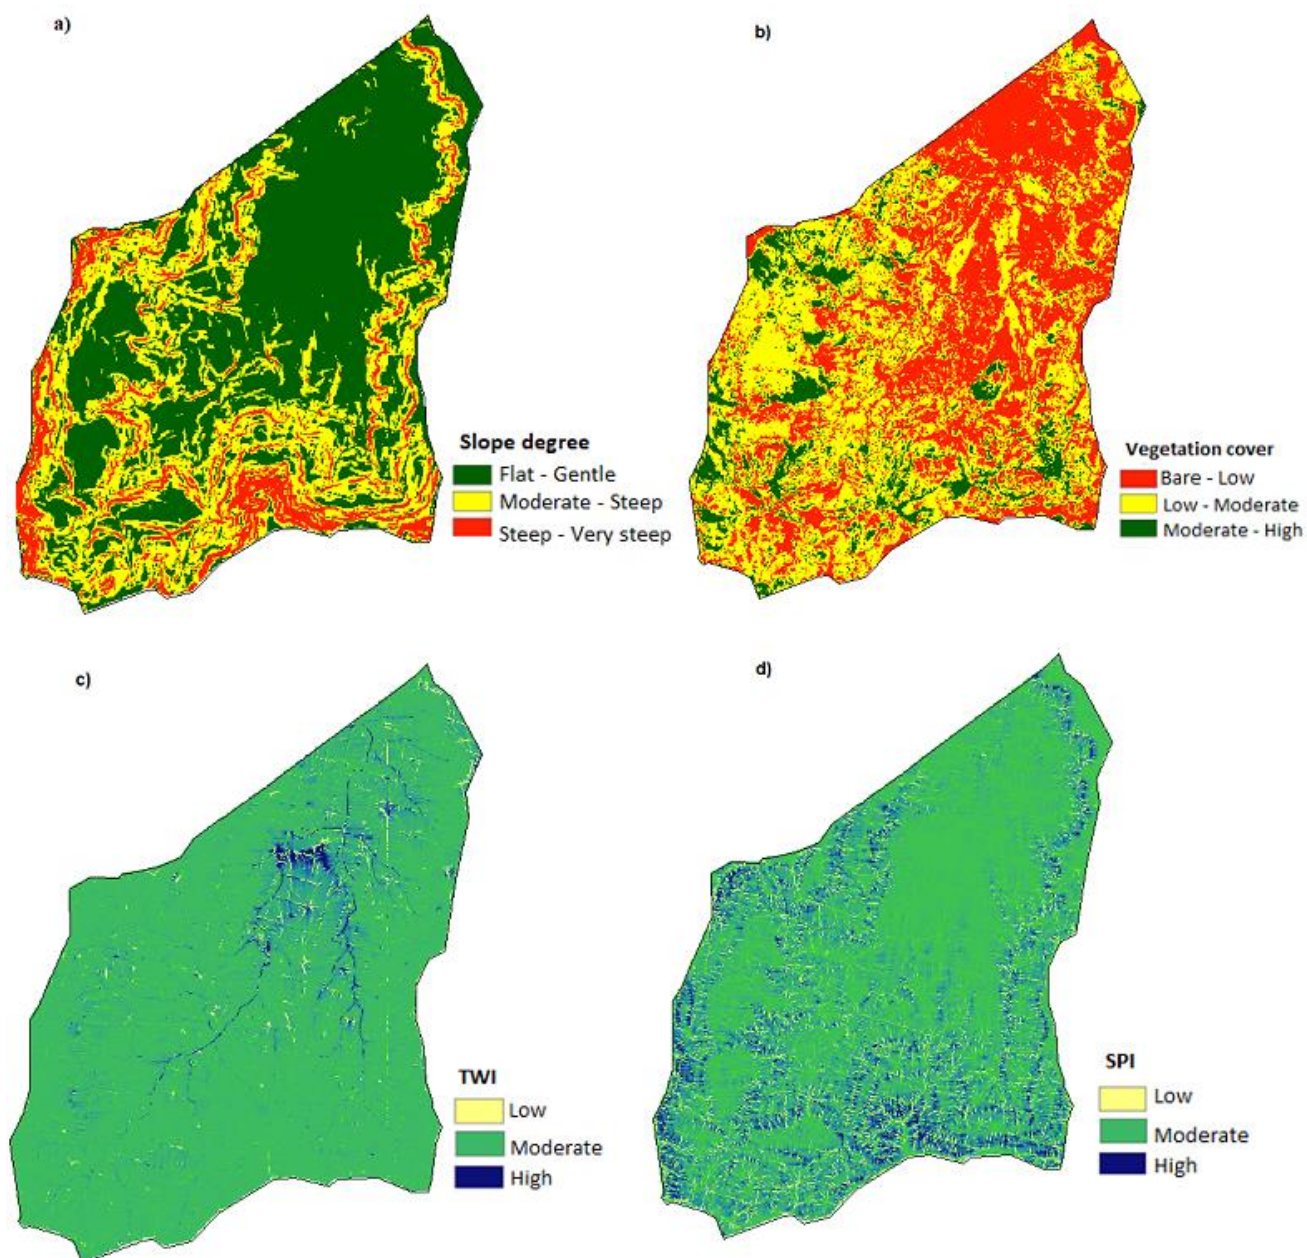 a)
b)
Slope degree
Flat - Gentle
Moderate - Steep
Steep - Very steep
Vegetation cover
Bare - Low
Low - Moderate
Moderate - High
c)
d)
TWI
Low
Moderate
High
SPI
Low
Moderate
High